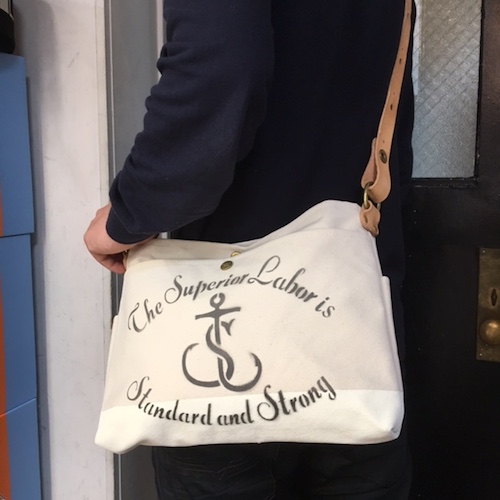 The Superior Labor is
Standard and Strong